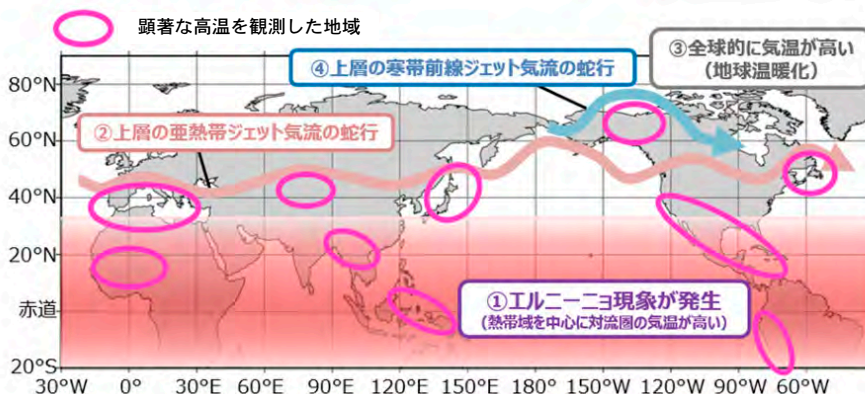 顕著な高温を観測した地域
③全球的に気温が高い
(地球温暖化)
④上層の寒帯前線ジェット気流の蛇行
②上層の亜熱帯ジェット気流の蛇行
①エルニーニョ現象が発生
(熱帯域を中心に対流圏の気温が高い)
80°N
60°N
40°N
20°N
赤道
20°S
30°W 0° 30°E 60°E 90°E 120°E 150°E 180° 150°W 120°W 90°W 60°W